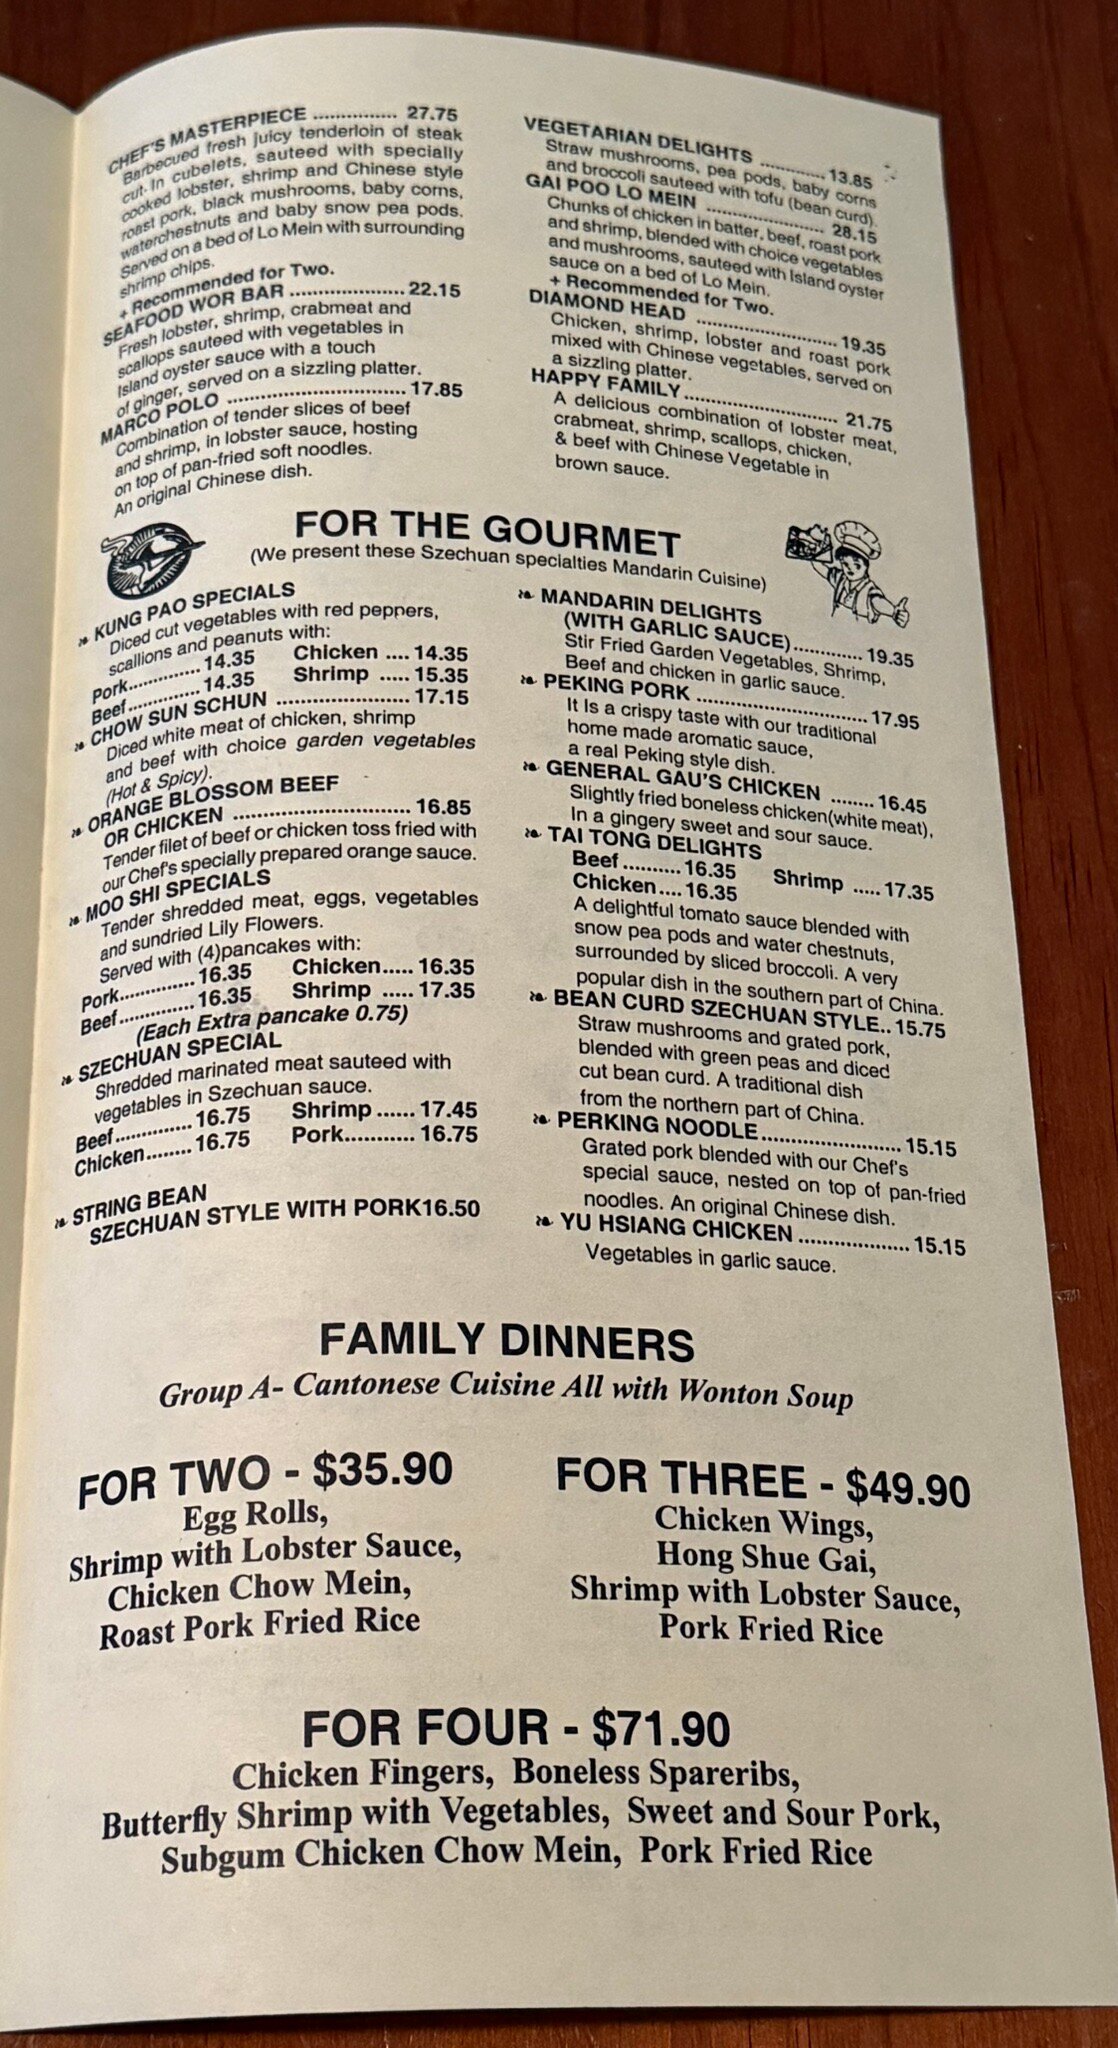 CHEF'S MASTERPIECE ................ 27.75
Barbecued fresh juicy tenderloin of steak
cut- In cubelets, sauteed with specially
cooked lobster, shrimp and Chinese style
roast pork, black mushrooms, baby corns,
waterchestnuts and baby snow pea pods.
Served on a bed of Lo Mein with surrounding
shrimp chips.
+ Recommended for Two.
SEAFOOD WOR BAR .................... 22.15
Fresh lobster, shrimp, crabmeat and
scallops sauteed with vegetables in
Island oyster sauce with a touch
of ginger, served on a sizzling platter.
MARCO POLO ................................ 17.85
Combination of tender slices of beef
and shrimp, in lobster sauce, hosting
on top of pan-fried soft noodles.
An original Chinese dish.
VEGETARIAN DELIGHTS ............ 13.85
Straw mushrooms, pea pods, baby corns
and broccoli sauteed with tofu (bean curd).
GAI POO LO MEIN ...................... 28.15
Chunks of chicken in batter, beef, roast pork
and shrimp, blended with choice vegetables
and mushrooms, sauteed with Island oyster
sauce on a bed of Lo Mein.
+ Recommended for Two.
DIAMOND HEAD ......................... 19.35
Chicken, shrimp, lobster and roast pork
mixed with Chinese vegetables, served on
a sizzling platter.
HAPPY FAMILY............................ 21.75
A delicious combination of lobster meat,
crabmeat, shrimp, scallops, chicken,
& beef with Chinese Vegetable in
brown sauce.
FOR THE GOURMET
(We present these Szechuan specialties Mandarin Cuisine)
KUNG PAO SPECIALS
Diced cut vegetables with red peppers,
scallions and peanuts with:
Pork............. 14.35 Chicken .... 14.35
Beef.............. 14.35 Shrimp ..... 15.35
CHOW SUN SCHUN ....................... 17.15
Diced white meat of chicken, shrimp
and beef with choice garden vegetables
(Hot & Spicy).
ORANGE BLOSSOM BEEF
OR CHICKEN ............................... 16.85
Tender filet of beef or chicken toss fried with
our Chef's specially prepared orange sauce.
MOO SHI SPECIALS
Tender shredded meat, eggs, vegetables
and sundried Lily Flowers.
Served with (4)pancakes with:
Pork.............. 16.35 Chicken..... 16.35
Beef.............. 16.35 Shrimp ..... 17.35
(Each Extra pancake 0.75)
SZECHUAN SPECIAL
Shredded marinated meat sauteed with
vegetables in Szechuan sauce.
Beef.............. 16.75 Shrimp ...... 17.45
Chicken........ 16.75 Pork........... 16.75
STRING BEAN
SZECHUAN STYLE WITH PORK16.50
MANDARIN DELIGHTS
(WITH GARLIC SAUCE)............ 19.35
Stir Fried Garden Vegetables, Shrimp,
Beef and chicken in garlic sauce.
PEKING PORK .............................. 17.95
It Is a crispy taste with our traditional
home made aromatic sauce,
a real Peking style dish.
GENERAL GAU'S CHICKEN ........ 16.45
Slightly fried boneless chicken(white meat),
In a gingery sweet and sour sauce.
TAI TONG DELIGHTS
Beef .......... 16.35 Shrimp ..... 17.35
Chicken.... 16.35
A delightful tomato sauce blended with
snow pea pods and water chestnuts,
surrounded by sliced broccoli. A very
popular dish in the southern part of China.
BEAN CURD SZECHUAN STYLE.. 15.75
Straw mushrooms and grated pork,
blended with green peas and diced
cut bean curd. A traditional dish
from the northern part of China.
PERKING NOODLE......................... 15.15
Grated pork blended with our Chef's
special sauce, nested on top of pan-fried
noodles. An original Chinese dish.
YU HSIANG CHICKEN ................... 15.15
Vegetables in garlic sauce.
FAMILY DINNERS
Group A- Cantonese Cuisine All with Wonton Soup
FOR TWO - $35.90
Egg Rolls,
Shrimp with Lobster Sauce,
Chicken Chow Mein,
Roast Pork Fried Rice
FOR THREE - $49.90
Chicken Wings,
Hong Shue Gai,
Shrimp with Lobster Sauce,
Pork Fried Rice
FOR FOUR - $71.90
Chicken Fingers, Boneless Spareribs,
Butterfly Shrimp with Vegetables, Sweet and Sour Pork,
Subgum Chicken Chow Mein, Pork Fried Rice